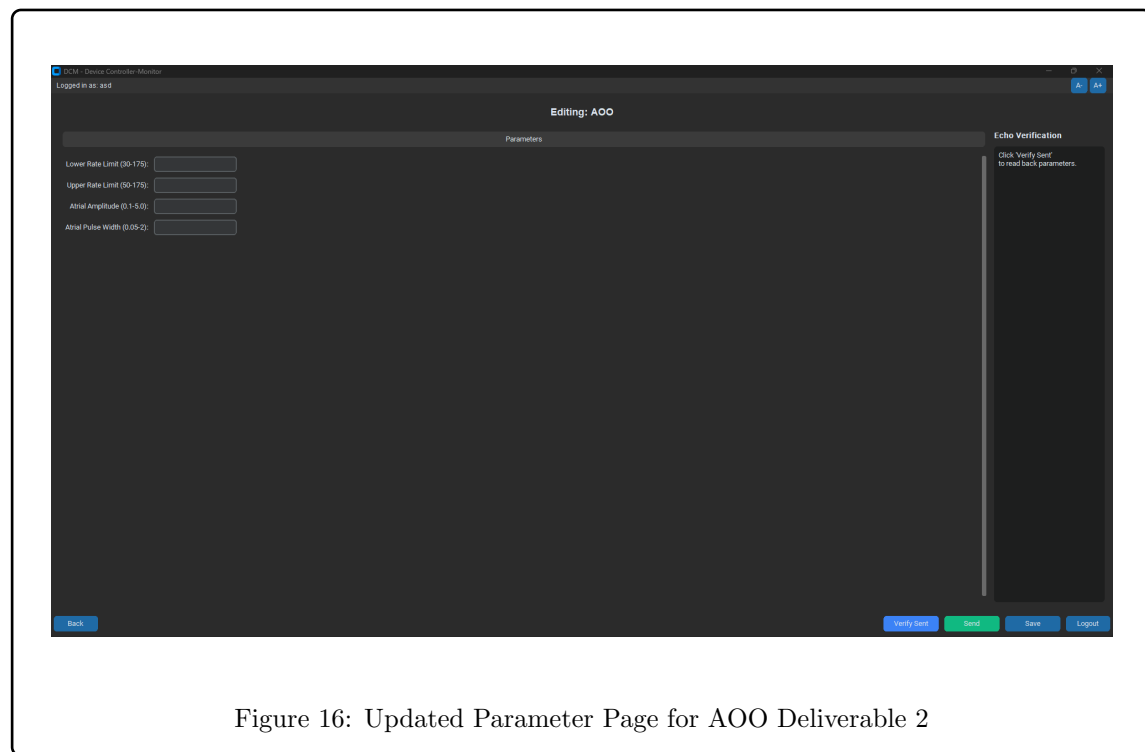 DCM - Device Controller-Monitor
Logged in as: asd
A-
A+
Editing: AOO
Parameters
Echo Verification
Lower Rate Limit (30-175):
Upper Rate Limit (50-175):
Atrial Amplitude (0.1-5.0):
Atrial Pulse Width (0.05-2):
Click 'Verify Sent'
to read back parameters.
Back
Verify Sent
Send
Save
Logout
Figure 16: Updated Parameter Page for AOO Deliverable 2